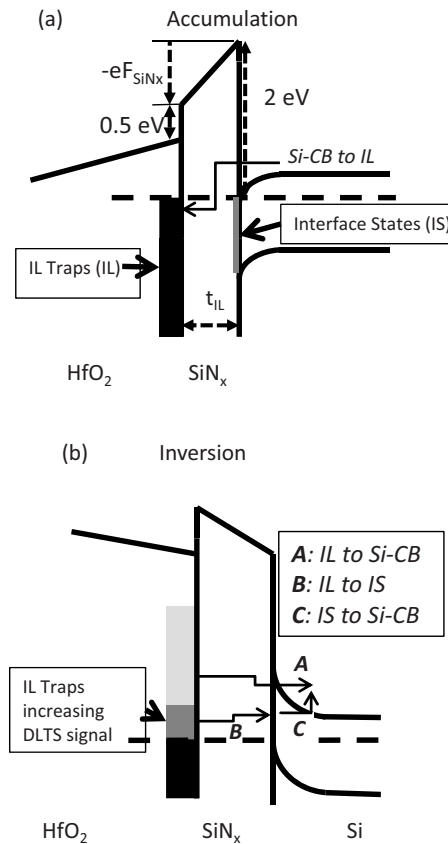 (a)
Accumulation
-eF_SiNx
2 eV
0.5 eV
Si-CB to IL
Interface States (IS)
IL Traps (IL)
t_IL
HfO₂ SiNₓ
(b)
Inversion
A: IL to Si-CB
B: IL to IS
C: IS to Si-CB
A
IL Traps
increasing
DLTS signal
B
C
HfO₂ SiNₓ Si